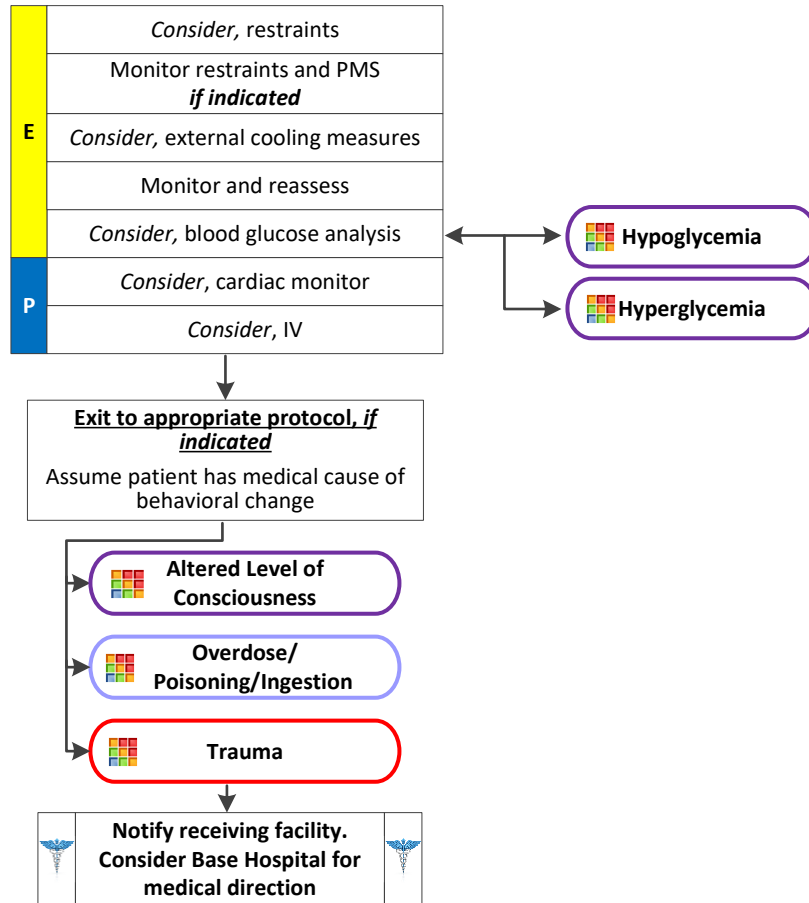 E
Consider, restraints
Monitor restraints and PMS
if indicated
Consider, external cooling measures
Monitor and reassess
Consider, blood glucose analysis
Hypoglycemia
Hyperglycemia
P
Consider, cardiac monitor
Consider, IV
Exit to appropriate protocol, if
indicated
Assume patient has medical cause of
behavioral change
Altered Level of
Consciousness
Overdose/
Poisoning/Ingestion
Trauma
Notify receiving facility.
Consider Base Hospital for
medical direction